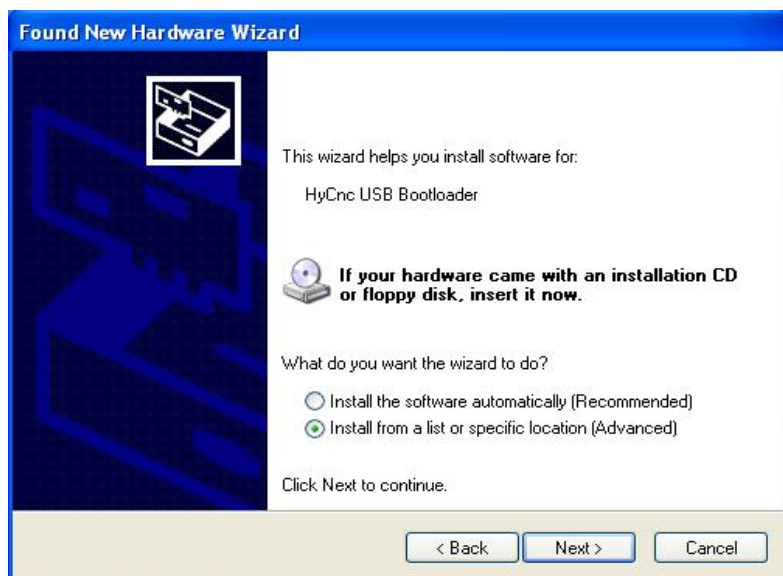 Found New Hardware Wizard
This wizard helps you install software for:
HyCnc USB Bootloader
If your hardware came with an installation CD
or floppy disk, insert it now.
What do you want the wizard to do?
Install the software automatically (Recommended)
Install from a list or specific location (Advanced)
Click Next to continue.
< Back Next > Cancel